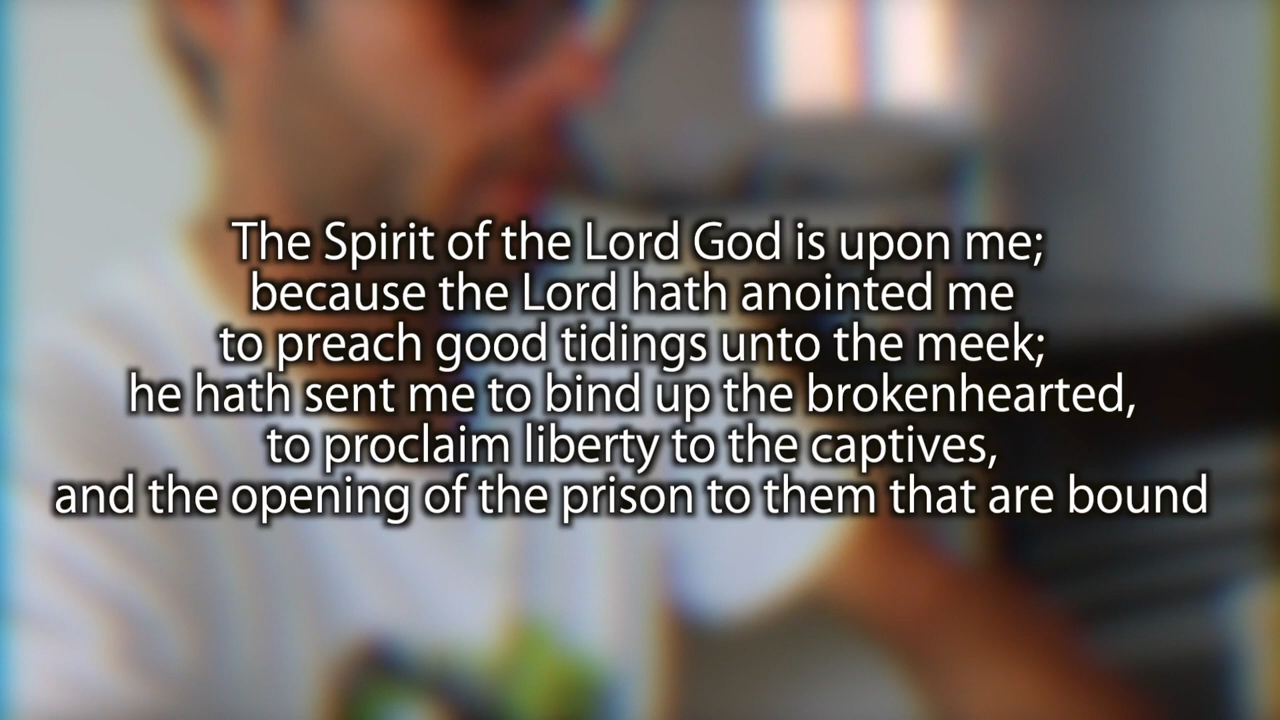 The Spirit of the Lord God is upon me;
because the Lord hath anointed me
to preach good tidings unto the meek;
he hath sent me to bind up the brokenhearted,
to proclaim liberty to the captives,
and the opening of the prison to them that are bound